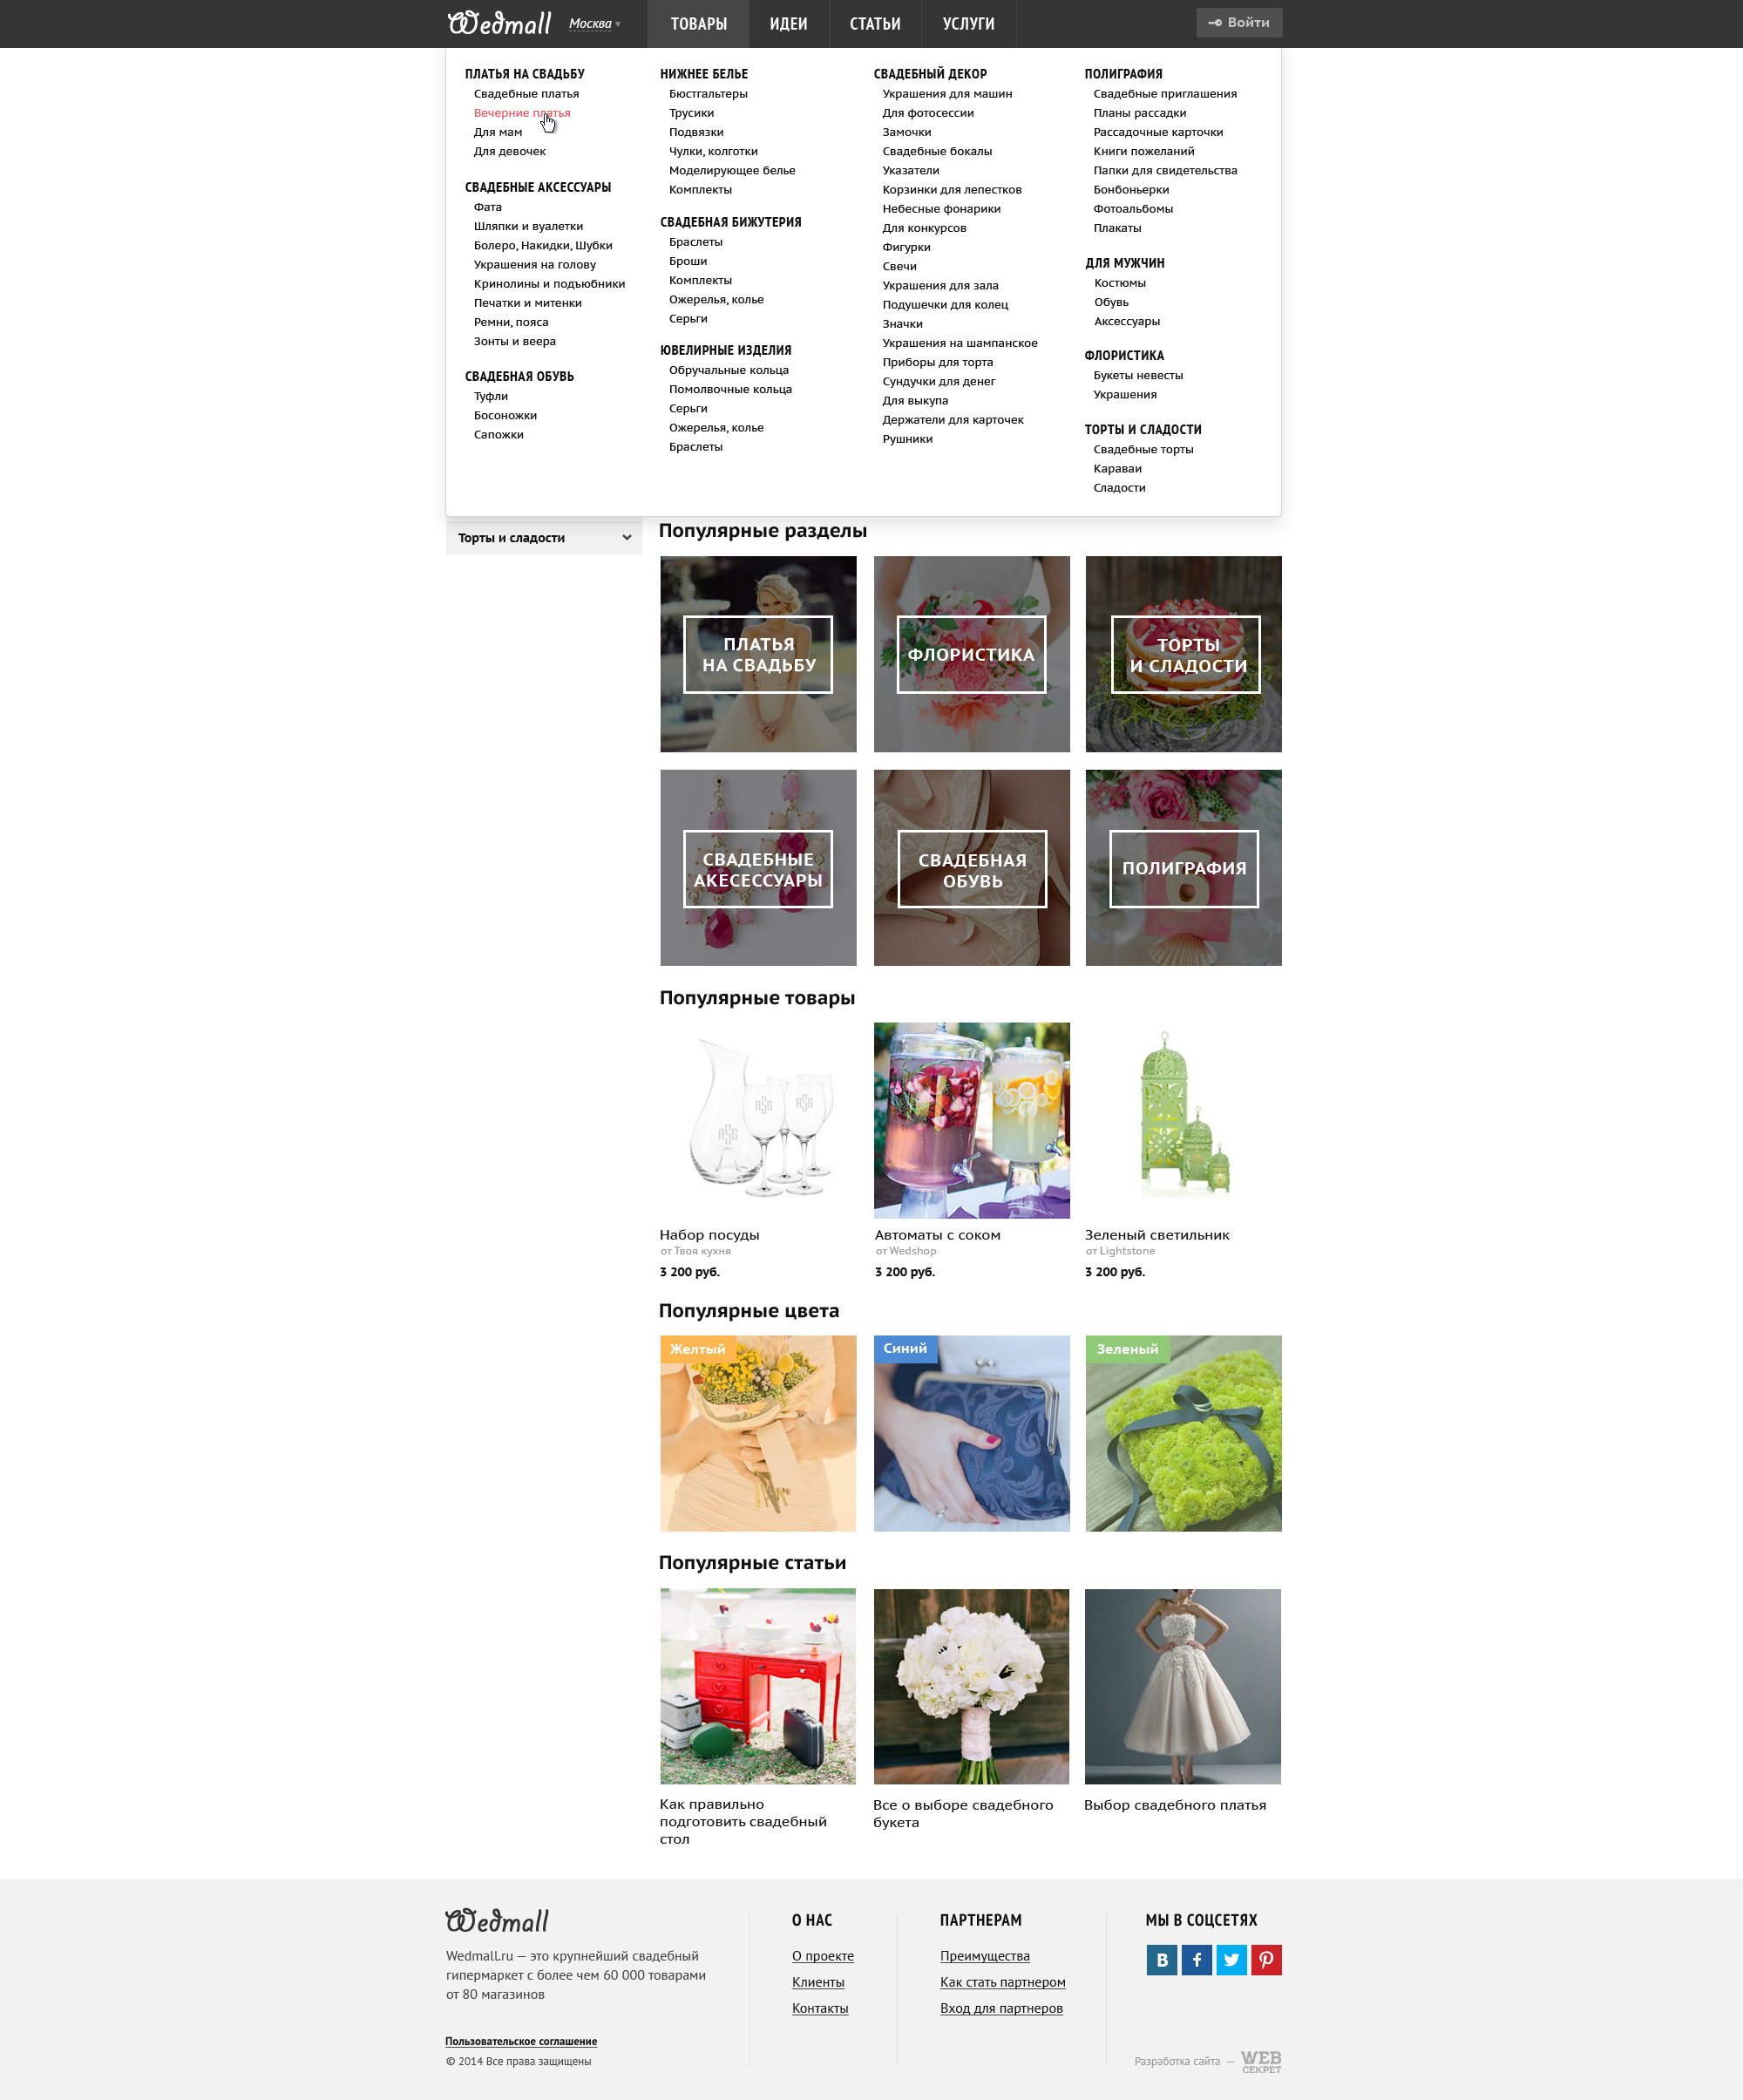 Wedmall
Москва ▾
ТОВАРЫ
ИДЕИ
СТАТЬИ
УСЛУГИ
Войти
ПЛАТЬЯ НА СВАДЬБУ
Свадебные платья
Вечерние платья
Для мам
Для девочек
СВАДЕБНЫЕ АКСЕССУАРЫ
Фата
Шляпки и вуалетки
Болеро, Накидки, Шубки
Украшения на голову
Кринолины и подъюбники
Печатки и митенки
Ремни, пояса
Зонты и веера
СВАДЕБНАЯ ОБУВЬ
Туфли
Босоножки
Сапожки
НИЖНЕЕ БЕЛЬЕ
Бюстгальтеры
Трусики
Подвязки
Чулки, колготки
Моделирующее белье
Комплекты
СВАДЕБНАЯ БИЖУТЕРИЯ
Браслеты
Броши
Комплекты
Ожерелья, колье
Серьги
ЮВЕЛИРНЫЕ ИЗДЕЛИЯ
Обручальные кольца
Помолвочные кольца
Серьги
Ожерелья, колье
Браслеты
СВАДЕБНЫЙ ДЕКОР
Украшения для машин
Для фотосессии
Замочки
Свадебные бокалы
Указатели
Корзинки для лепестков
Небесные фонарики
Для конкурсов
Фигурки
Свечи
Украшения для зала
Подушечки для колец
Значки
Украшения на шампанское
Приборы для торта
Сундучки для денег
Для выкупа
Держатели для карточек
Рушники
ПОЛИГРАФИЯ
Свадебные приглашения
Планы рассадки
Рассадочные карточки
Книги пожеланий
Папки для свидетельства
Бонбоньерки
Фотоальбомы
Плакаты
ДЛЯ МУЖЧИН
Костюмы
Обувь
Аксессуары
ФЛОРИСТИКА
Букеты невесты
Украшения
ТОРТЫ И СЛАДОСТИ
Свадебные торты
Караваи
Сладости
Торты и сладости
Популярные разделы
ПЛАТЬЯ
НА СВАДЬБУ
ФЛОРИСТИКА
ТОРТЫ
И СЛАДОСТИ
СВАДЕБНЫЕ
АКЕСЕССУАРЫ
СВАДЕБНАЯ
ОБУВЬ
ПОЛИГРАФИЯ
6
Популярные товары
ASG
ASG
ASG
Набор посуды
от Твоя кухня
3 200 руб.
Автоматы с соком
от Wedshop
3 200 руб.
Зеленый светильник
от Lightstone
3 200 руб.
Популярные цвета
Желтый
Синий
Зеленый
Популярные статьи
Как правильно
подготовить свадебный
стол
Все о выборе свадебного
букета
Выбор свадебного платья
Wedmall
Wedmall.ru — это крупнейший свадебный
гипермаркет с более чем 60 000 товарами
от 80 магазинов
Пользовательское соглашение
© 2014 Все права защищены
О НАС
О проекте
Клиенты
Контакты
ПАРТНЕРАМ
Преимущества
Как стать партнером
Вход для партнеров
МЫ В СОЦСЕТЯХ
Разработка сайта — WEB
СЕКРЕТ